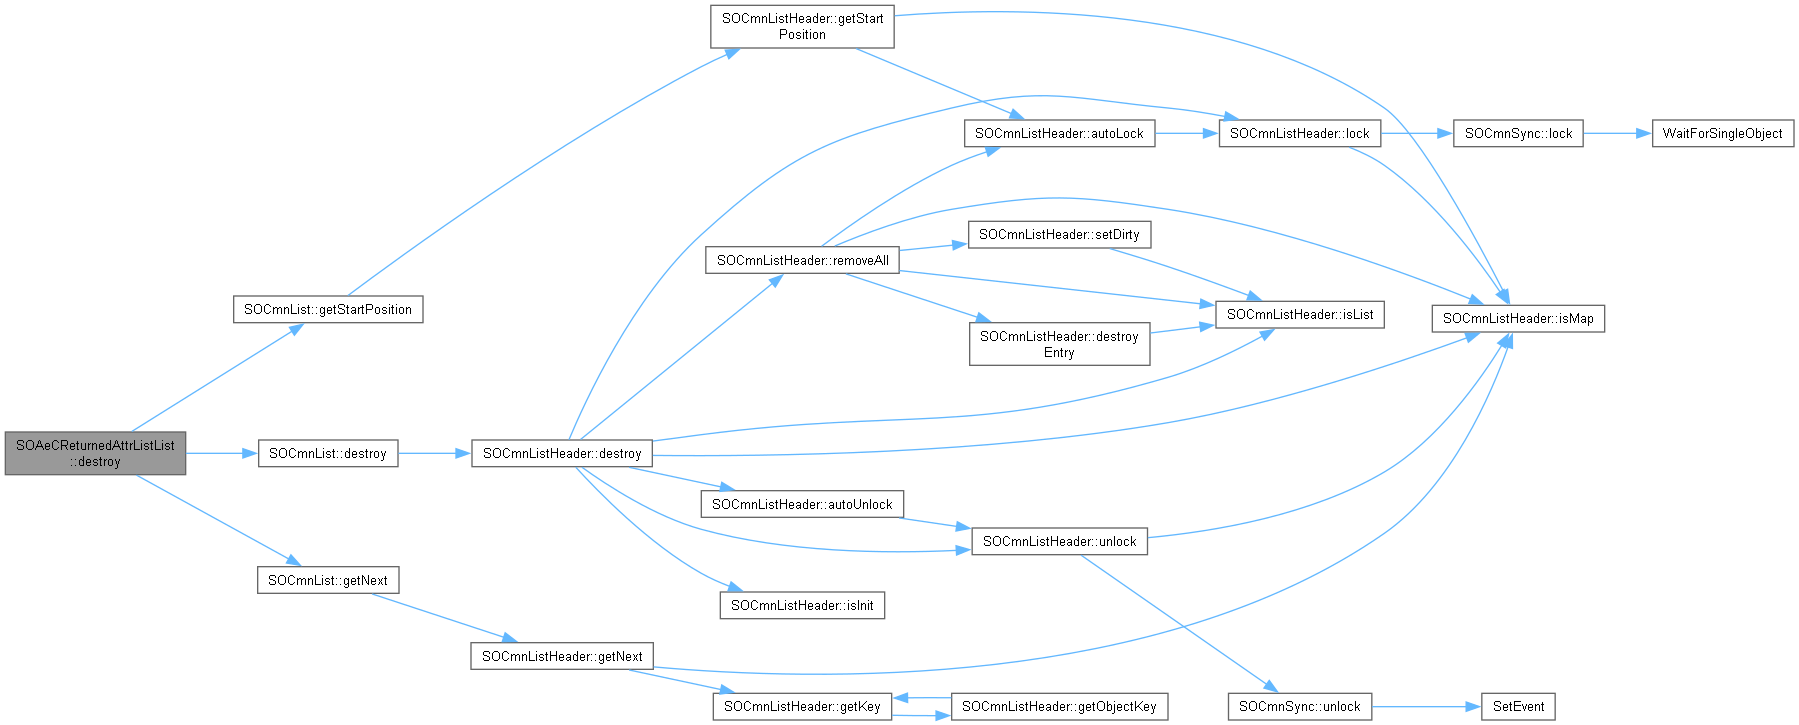 SOCmnListHeader::getStart
Position
SOCmnListHeader::autoLock
SOCmnListHeader::lock
SOCmnSync::lock
WaitForSingleObject
SOCmnListHeader::setDirty
SOCmnListHeader::removeAll
SOCmnList::getStartPosition
SOCmnListHeader::isList
SOCmnListHeader::isMap
SOCmnListHeader::destroy
Entry
SOAeCReturnedAttrListList
::destroy
SOCmnList::destroy
SOCmnListHeader::destroy
SOCmnListHeader::autoUnlock
SOCmnListHeader::unlock
SOCmnList::getNext
SOCmnListHeader::isInit
SOCmnListHeader::getNext
SOCmnListHeader::getKey
SOCmnListHeader::getObjectKey
SOCmnSync::unlock
SetEvent